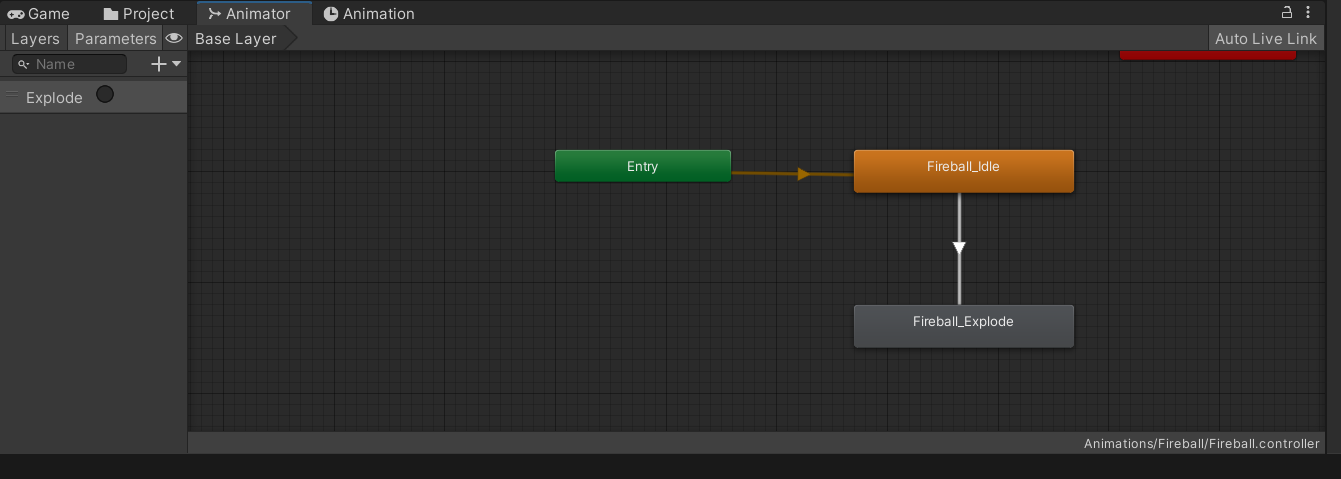 Game Project Animator Animation
Layers Parameters Base Layer Auto Live Link
Name
Explode
Entry Fireball_Idle
Fireball_Explode
Animations/Fireball/Fireball.controller